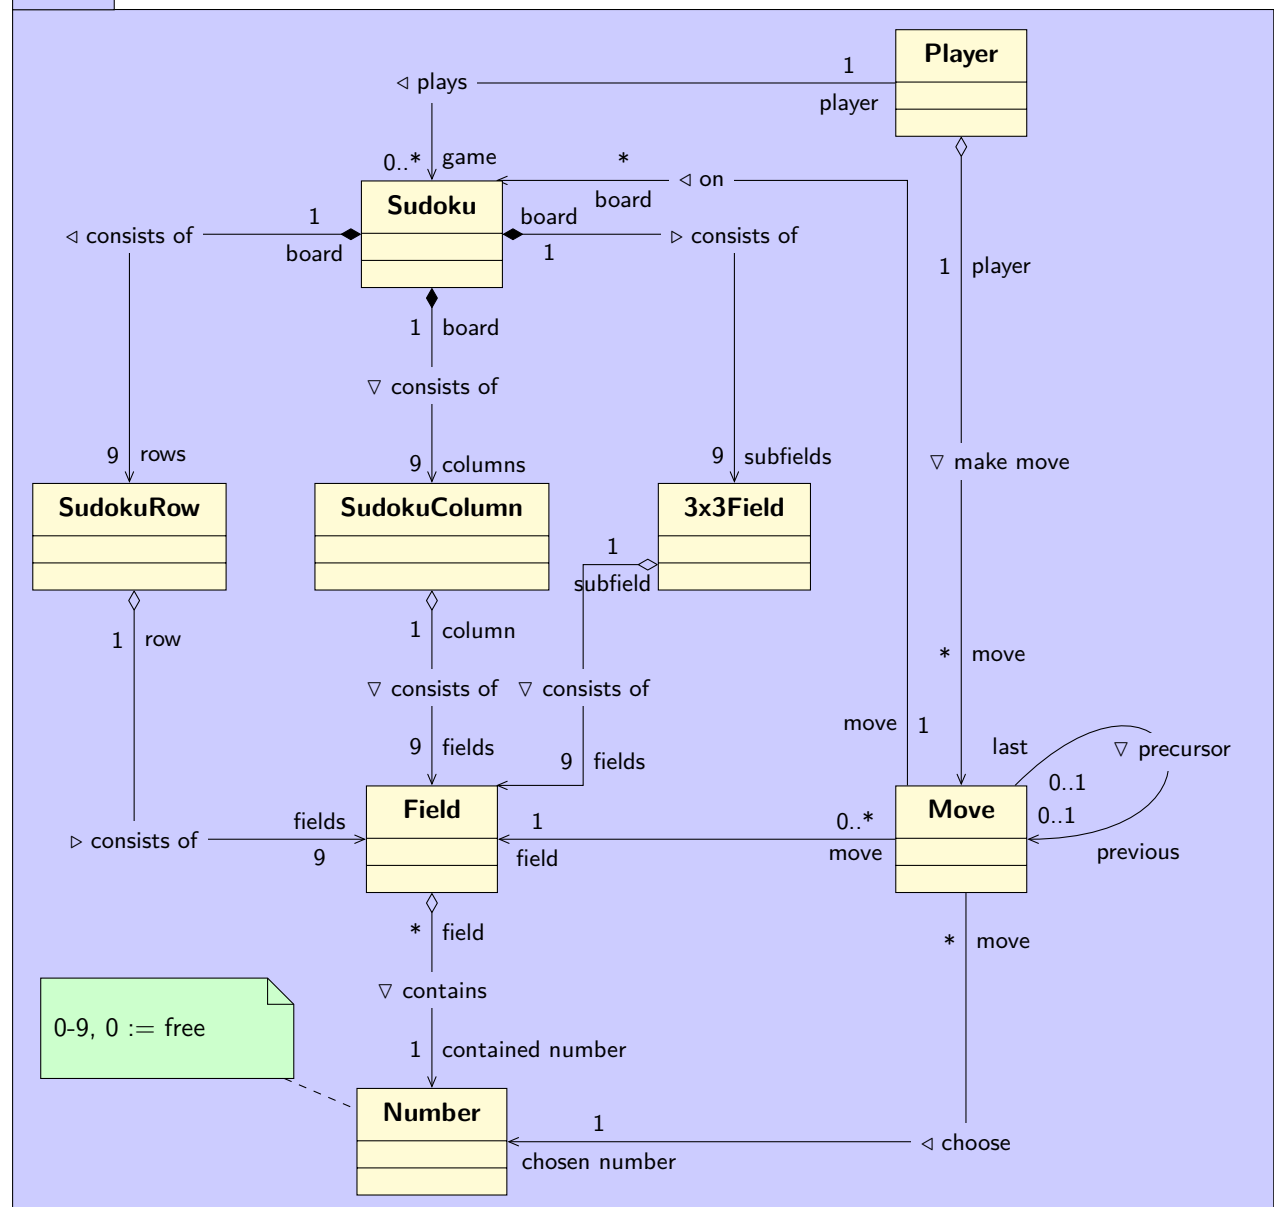 Player
1
player
◁ plays
0..*
game
*
◁ on
board
Sudoku
1
board
◁ consists of
board
1
▷ consists of
1
player
1
board
▽ consists of
9
rows
9
columns
9
subfields
▽ make move
SudokuRow
SudokuColumn
3x3Field
1
subfield
1
row
1
column
*
move
▽ consists of
▽ consists of
move
1
9
fields
9
fields
last
▽ precursor
0..1
0..1
previous
Field
Move
▷ consists of
fields
9
1
field
0..*
move
*
field
*
move
▽ contains
0-9, 0 := free
1
contained number
Number
1
chosen number
◁ choose